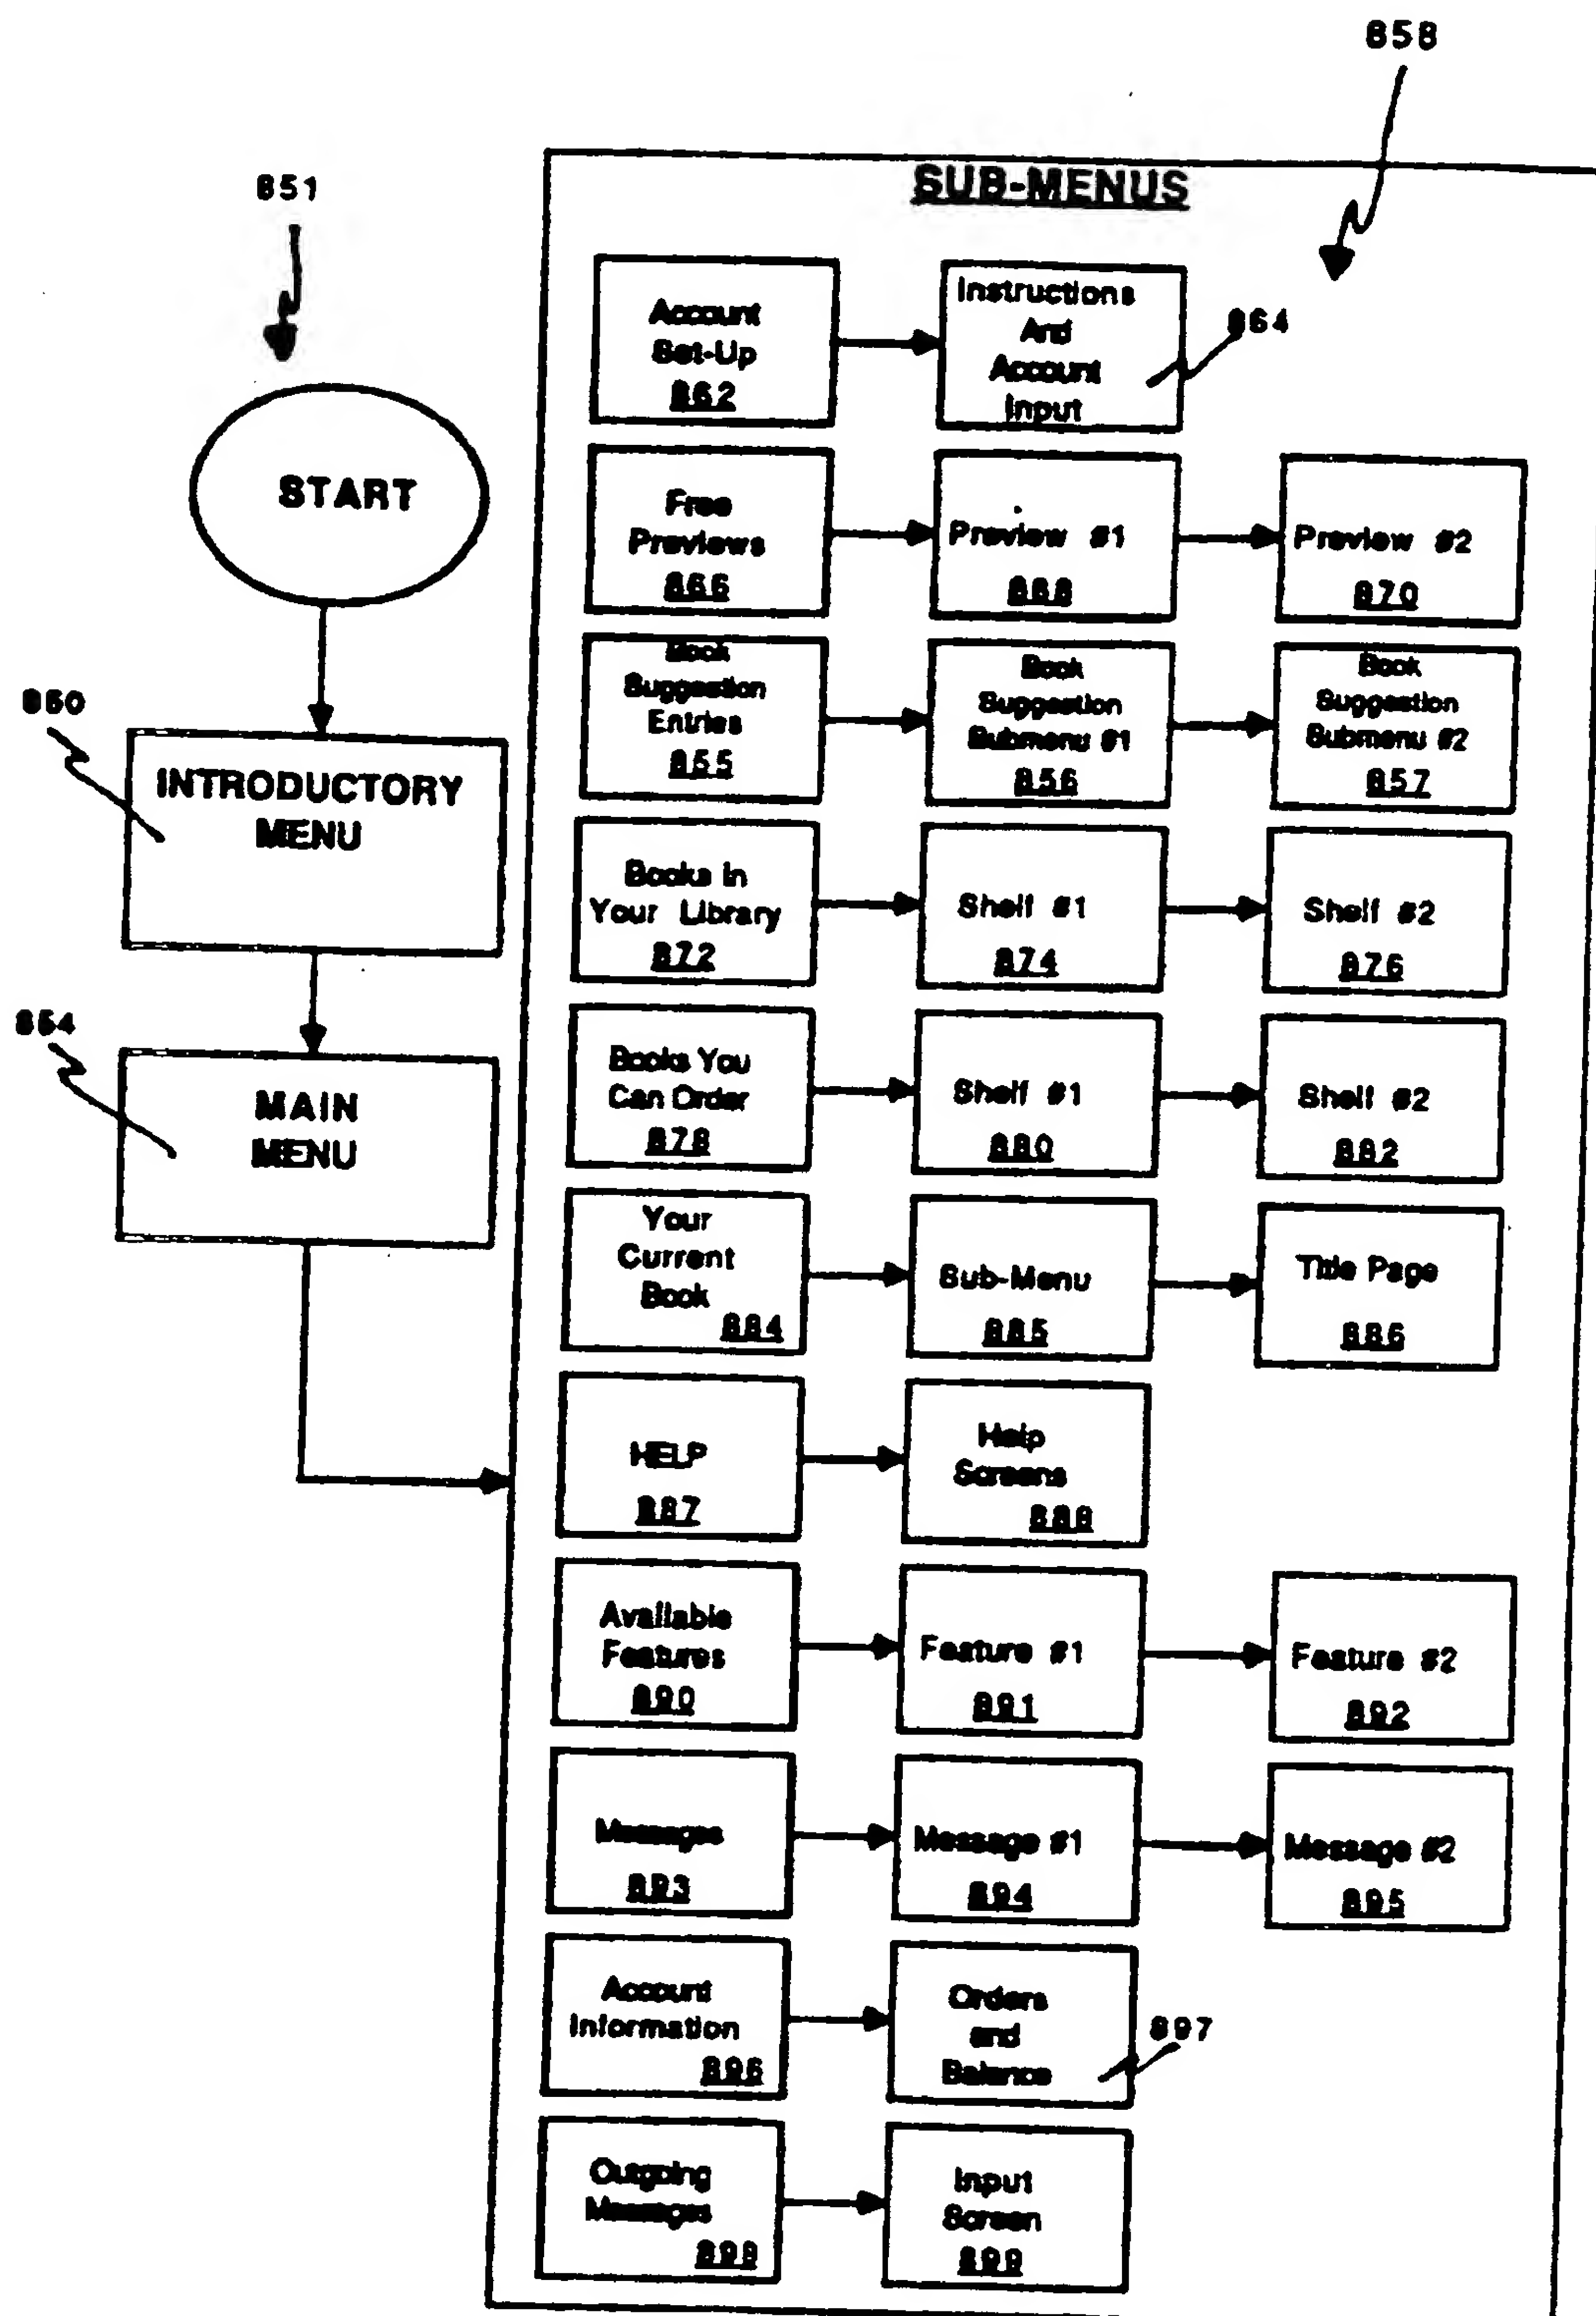 858
851
SUB-MENUS
START
Account
Set-Up
862
Instructions
And
Account
Input
864
Free
Previews
866
Preview #1
868
Preview #2
870
850
INTRODUCTORY
MENU
Book
Suggestion
Entries
855
Book
Suggestion
Submenu #1
856
Book
Suggestion
Submenu #2
857
Books In
Your Library
872
Shelf #1
874
Shelf #2
876
854
MAIN
MENU
Books You
Can Order
878
Shelf #1
880
Shelf #2
882
Your
Current
Book
884
Sub-Menu
885
Title Page
886
HELP
887
Help
Screens
888
Available
Features
890
Feature #1
891
Feature #2
892
Messages
893
Message #1
894
Message #2
895
Account
Information
896
Orders
and
Balance
897
Outgoing
Messages
898
Input
Screen
899